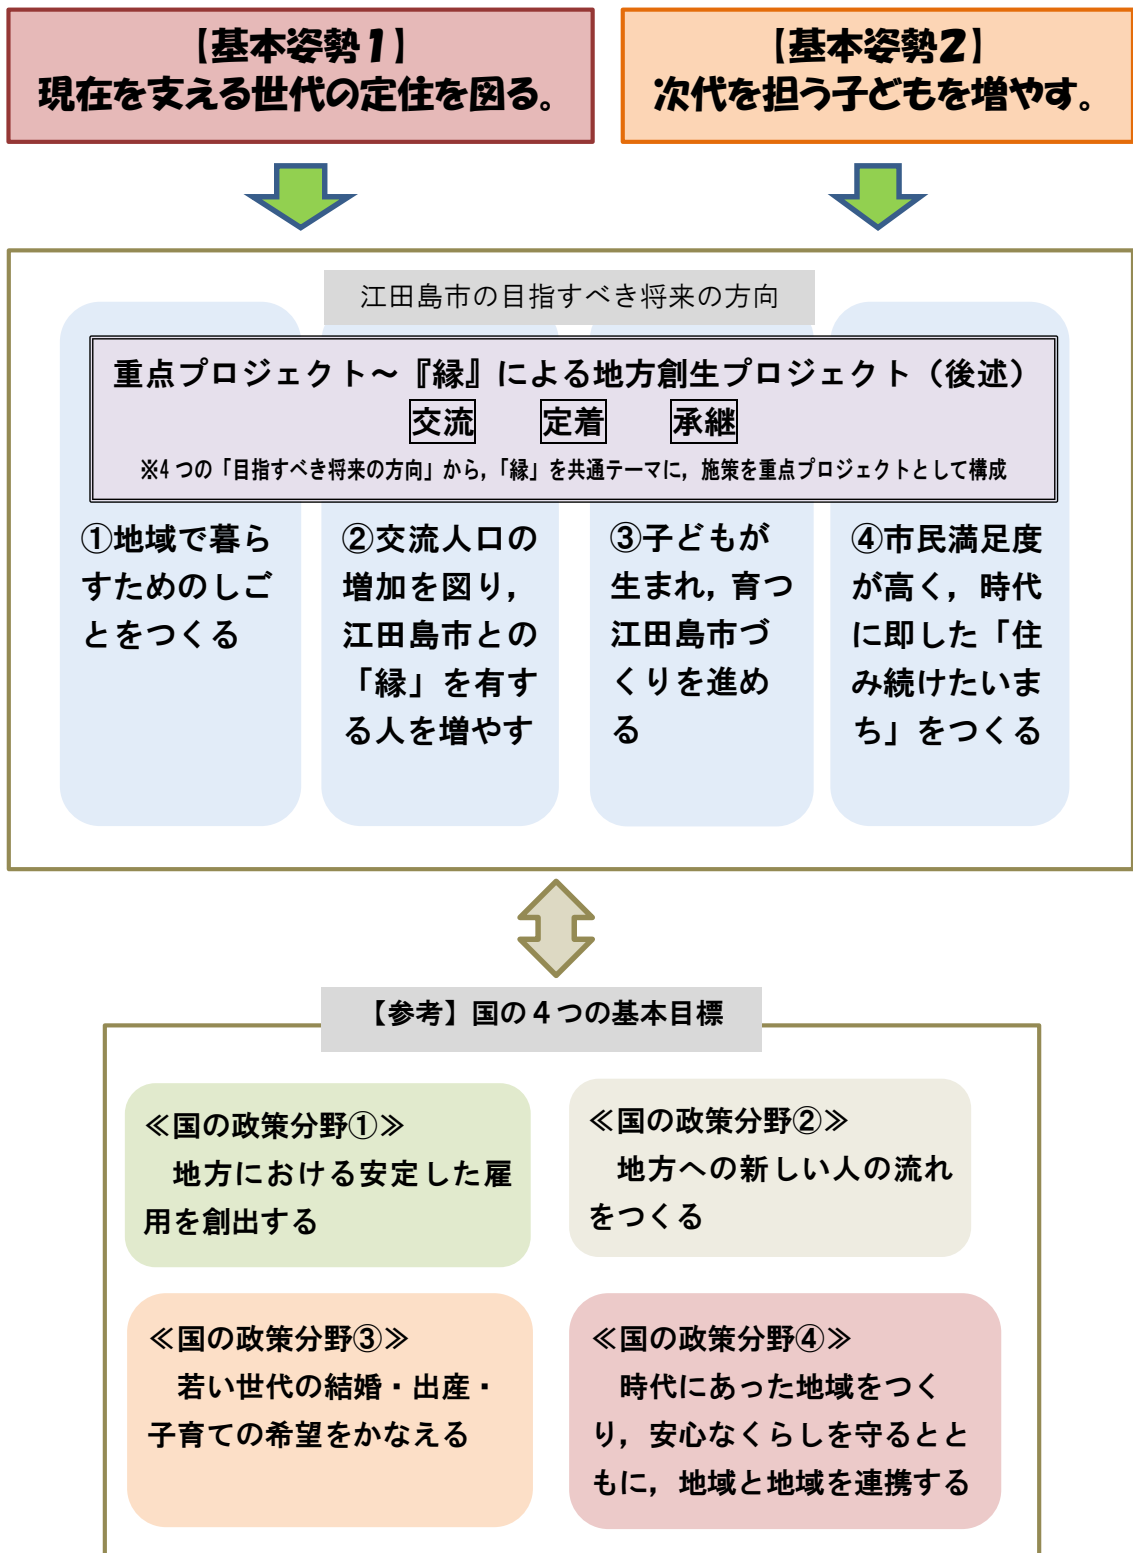 【基本姿勢1】
現在を支える世代の定住を図る。
【基本姿勢2】
次代を担う子どもを増やす。
江田島市の目指すべき将来の方向
重点プロジェクト～『縁』による地方創生プロジェクト（後述）
交流 定着 承継
※4つの「目指すべき将来の方向」から，「縁」を共通テーマに，施策を重点プロジェクトとして構成
①地域で暮ら
すためのしご
とをつくる
②交流人口の
増加を図り，
江田島市との
「縁」を有す
る人を増やす
③子どもが
生まれ，育つ
江田島市づ
くりを進め
る
④市民満足度
が高く，時代
に即した「住
み続けたいま
ち」をつくる
【参考】国の４つの基本目標
≪国の政策分野①≫
地方における安定した雇
用を創出する
≪国の政策分野②≫
地方への新しい人の流れ
をつくる
≪国の政策分野③≫
若い世代の結婚・出産・
子育ての希望をかなえる
≪国の政策分野④≫
時代にあった地域をつく
り，安心なくらしを守るとと
もに，地域と地域を連携する